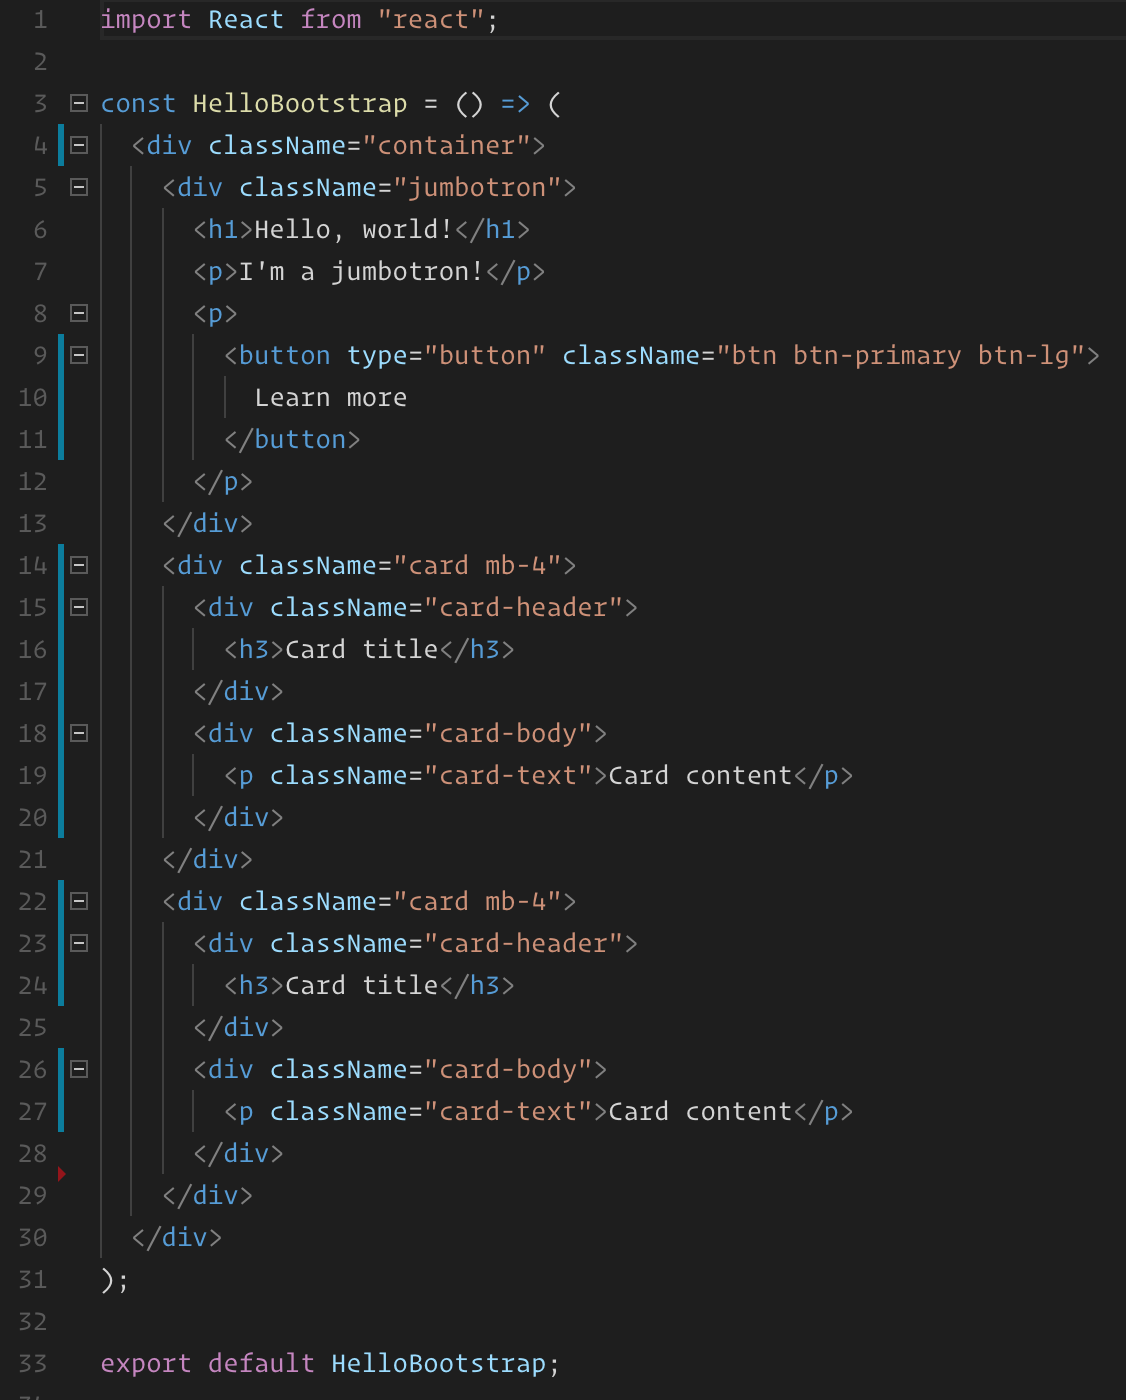 1 import React from "react";
2
3 const HelloBootstrap = () => (
4 <div className="container">
5 <div className="jumbotron">
6 <h1>Hello, world!</h1>
7 <p>I'm a jumbotron!</p>
8 <p>
9 <button type="button" className="btn btn-primary btn-lg">
10 Learn more
11 </button>
12 </p>
13 </div>
14 <div className="card mb-4">
15 <div className="card-header">
16 <h3>Card title</h3>
17 </div>
18 <div className="card-body">
19 <p className="card-text">Card content</p>
20 </div>
21 </div>
22 <div className="card mb-4">
23 <div className="card-header">
24 <h3>Card title</h3>
25 </div>
26 <div className="card-body">
27 <p className="card-text">Card content</p>
28 </div>
29 </div>
30 </div>
31 );
32
33 export default HelloBootstrap;